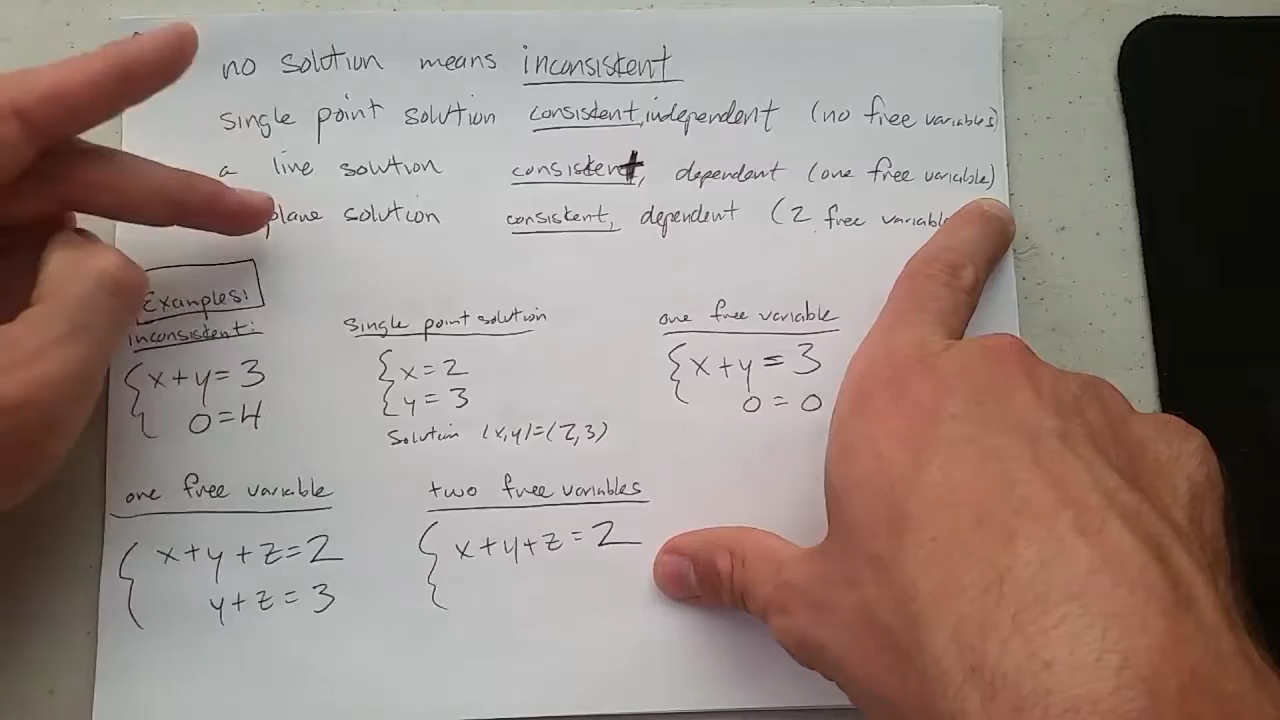 no solution means inconsistent
single point solution consistent, independent (no free variables)
a line solution consistent, dependent (one free variable)
plane solution consistent, dependent (2 free variabl
Examples:
inconsistent:
{ x+y=3
0=4
single point solution
{ x=2
y=3
Solution (x,y)=(2,3)
one free variable
{ x+y=3
0=0
one free variable
{ x+y+z=2
y+z=3
two free variables
{ x+y+z=2